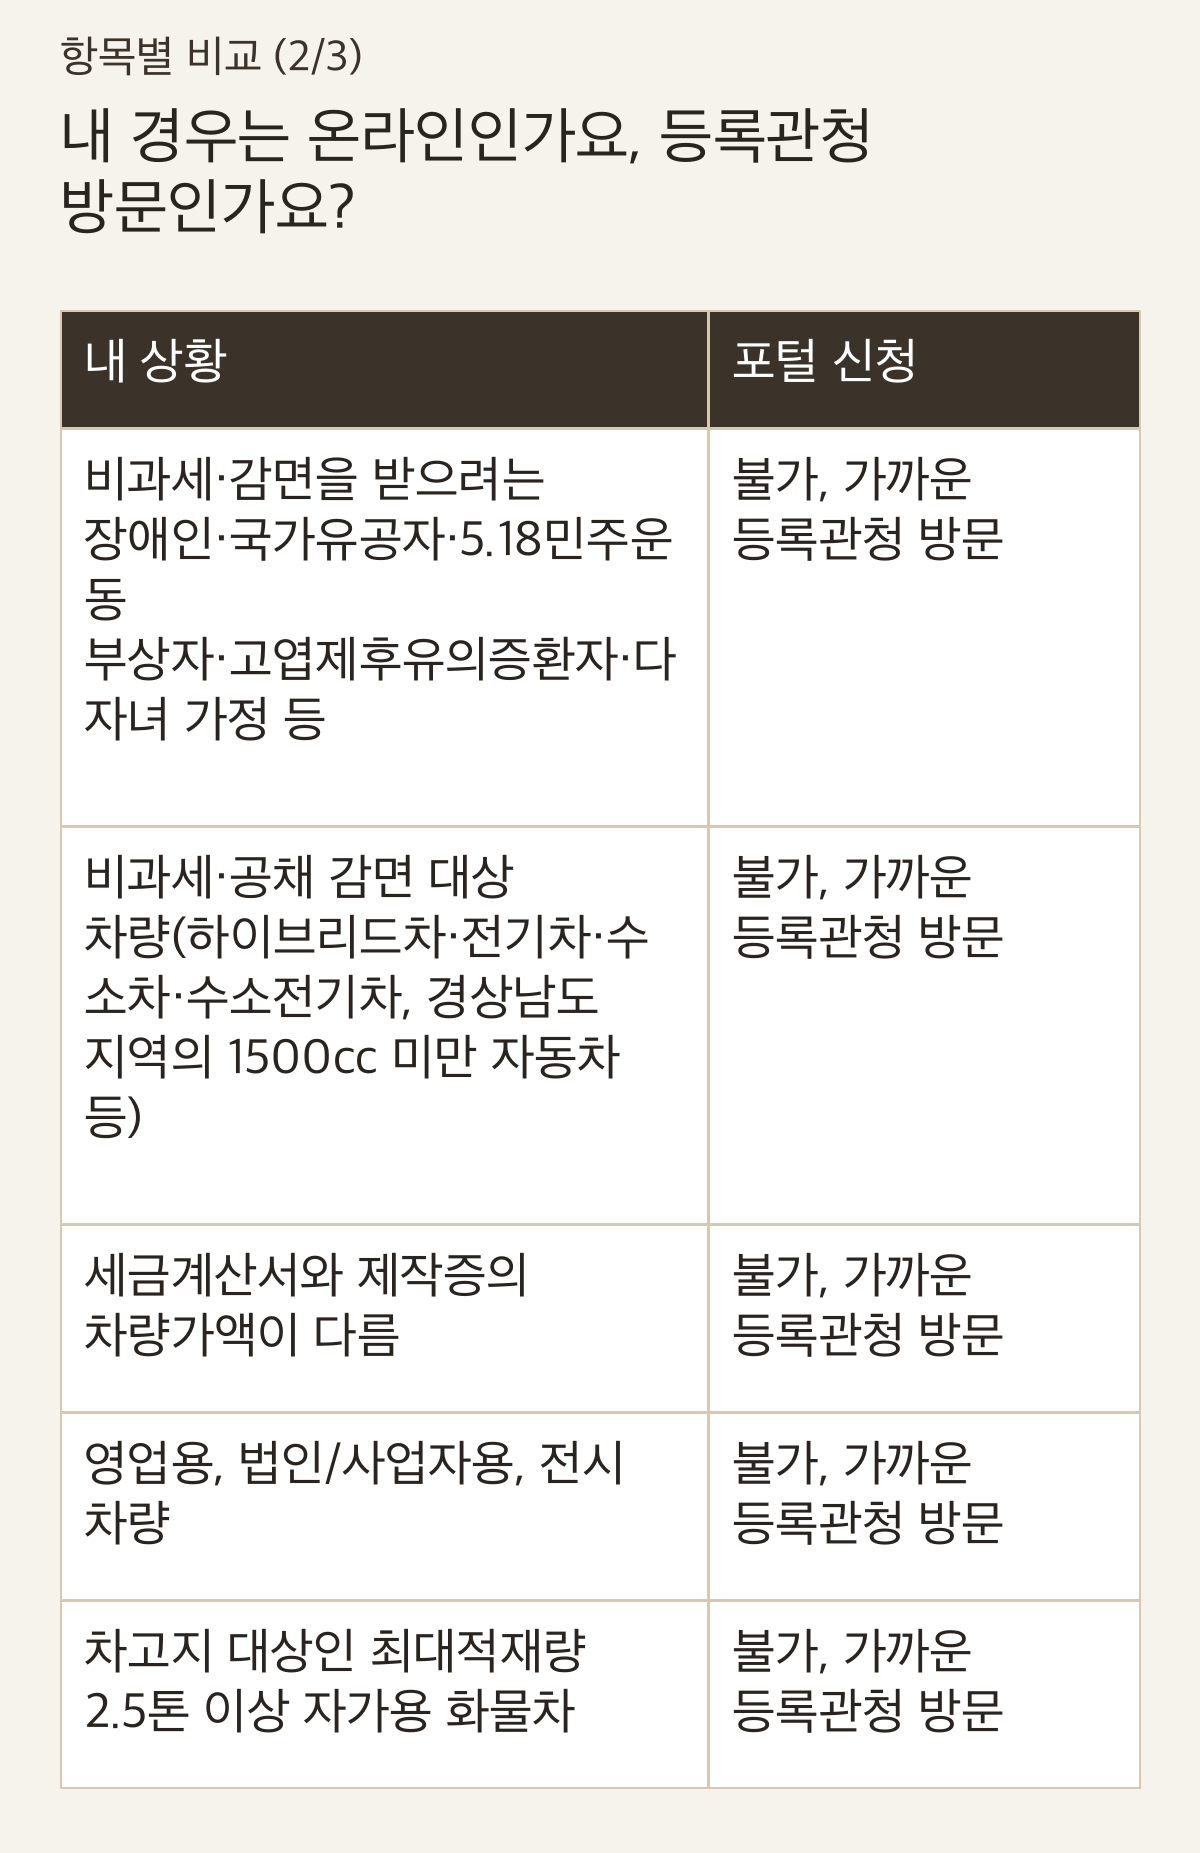 항목별 비교 (2/3)
내 경우는 온라인인가요, 등록관청
방문인가요?
내 상황
포털 신청
비과세·감면을 받으려는
장애인·국가유공자·5.18민주운
동
부상자·고엽제후유의증환자·다
자녀 가정 등
불가, 가까운
등록관청 방문
비과세·공채 감면 대상
차량(하이브리드차·전기차·수
소차·수소전기차, 경상남도
지역의 1500cc 미만 자동차
등)
불가, 가까운
등록관청 방문
세금계산서와 제작증의
차량가액이 다름
불가, 가까운
등록관청 방문
영업용, 법인/사업자용, 전시
차량
불가, 가까운
등록관청 방문
차고지 대상인 최대적재량
2.5톤 이상 자가용 화물차
불가, 가까운
등록관청 방문